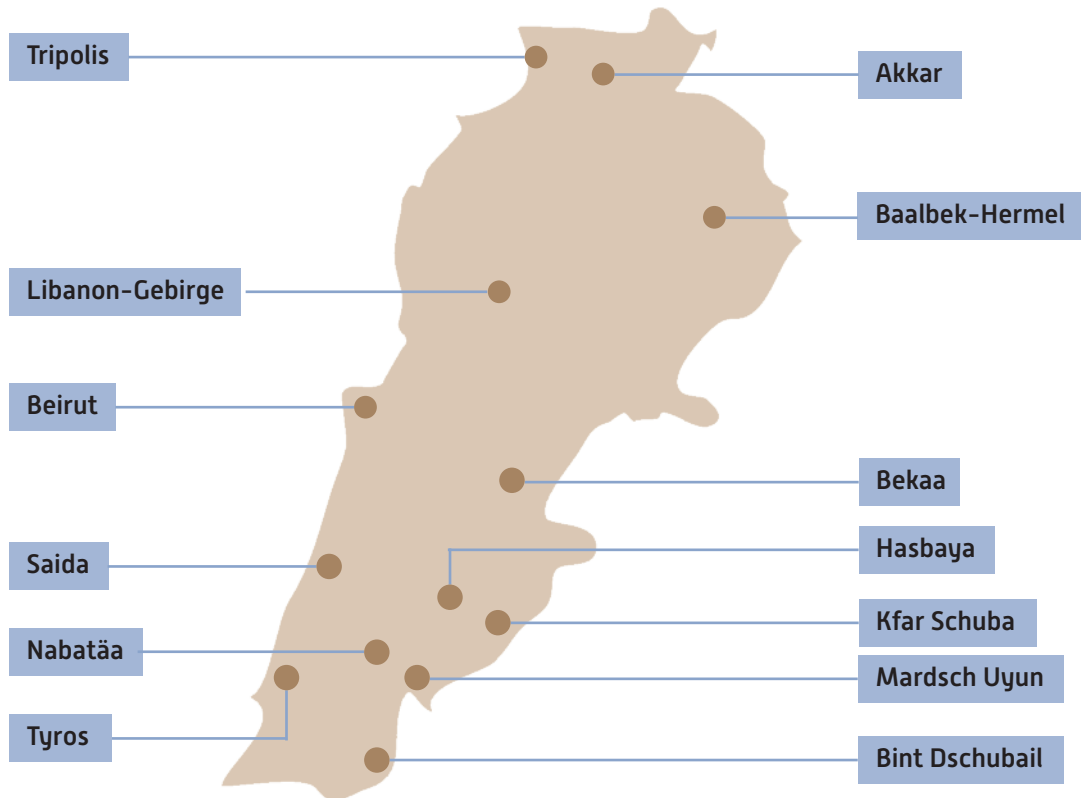 Tripolis
Akkar
Baalbek-Hermel
Libanon-Gebirge
Beirut
Bekaa
Hasbaya
Saida
Kfar Schuba
Nabatäa
Mardsch Uyun
Tyros
Bint Dschubail